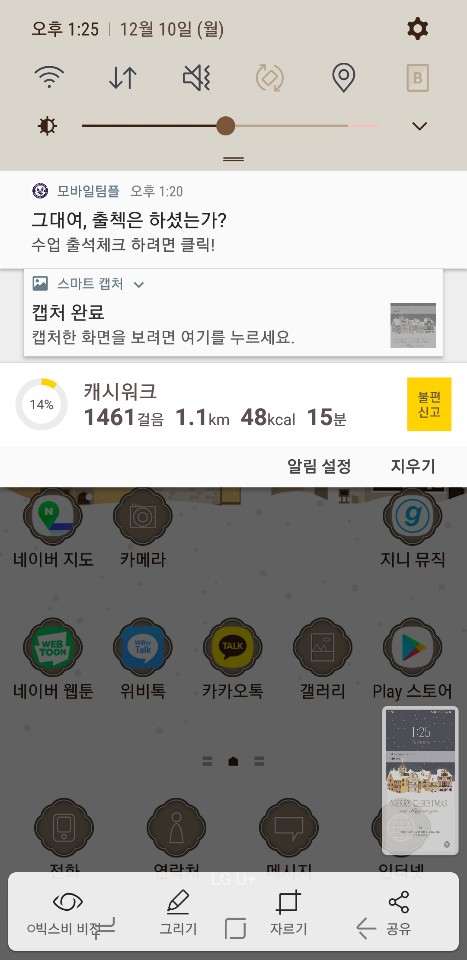 오후 1:25 | 12월 10일 (월)
B
모바일팀플 오후 1:20
그대여, 출첵은 하셨는가?
수업 출석체크 하려면 클릭!
스마트 캡처
캡처 완료
캡처한 화면을 보려면 여기를 누르세요.
14%
캐시워크
1461걸음 1.1km 48kcal 15분
불편
신고
알림 설정 지우기
N
g
네이버 지도 카메라 지니 뮤직
WEB
TOON
WiBee
Talk
TALK
네이버 웹툰 위비톡 카카오톡 갤러리 Play 스토어
1:25
MERRY CHRISTMAS
전화 연락처 메시지 인터넷
LG U+
빅스비 비전 그리기 자르기 공유